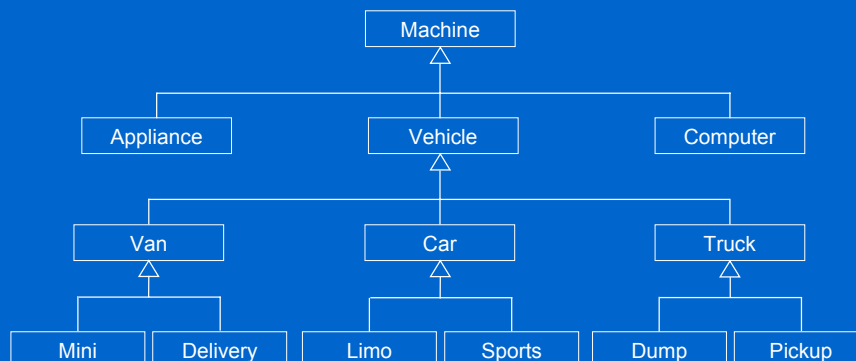 Machine
Appliance Vehicle Computer
Van Car Truck
Mini Delivery Limo Sports Dump Pickup